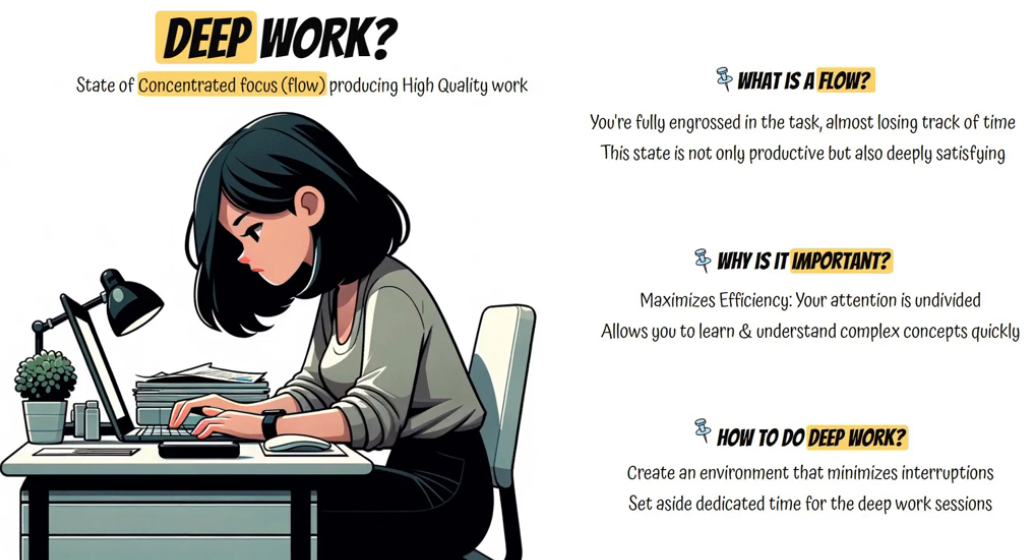 DEEP WORK?
State of Concentrated focus (flow) producing High Quality work
WHAT IS A FLOW?
You're fully engrossed in the task, almost losing track of time
This state is not only productive but also deeply satisfying
WHY IS IT IMPORTANT?
Maximizes Efficiency: Your attention is undivided
Allows you to learn & understand complex concepts quickly
HOW TO DO DEEP WORK?
Create an environment that minimizes interruptions
Set aside dedicated time for the deep work sessions